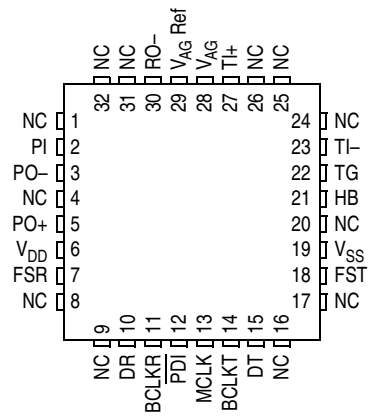 NC NC RO– VAG Ref VAG TI+ NC NC
32 31 30 29 28 27 26 25
NC 1 24 NC
PI 2 23 TI–
PO– 3 22 TG
NC 4 21 HB
PO+ 5 20 NC
VDD 6 19 VSS
FSR 7 18 FST
NC 8 17 NC
9 10 11 12 13 14 15 16
NC DR BCLKR PDI MCLK BCLKT DT NC